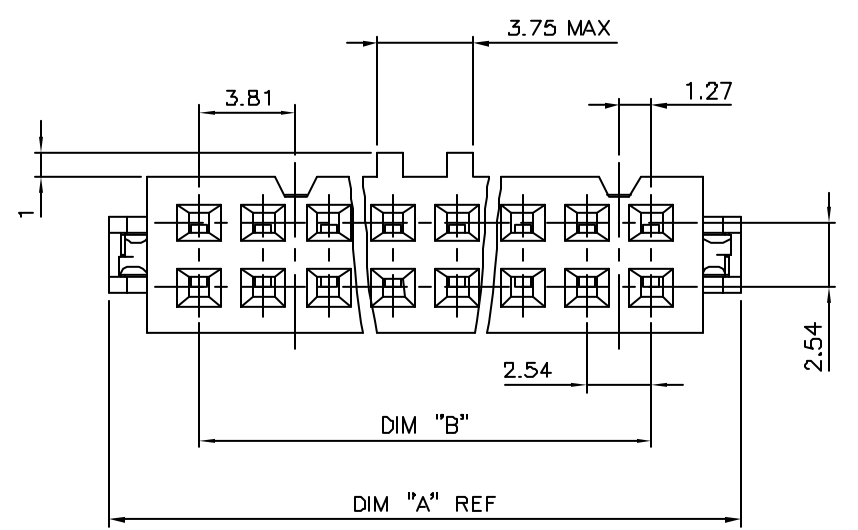 3.75 MAX
3.81
1.27
1
2.54
2.54
DIM "B"
DIM "A" REF